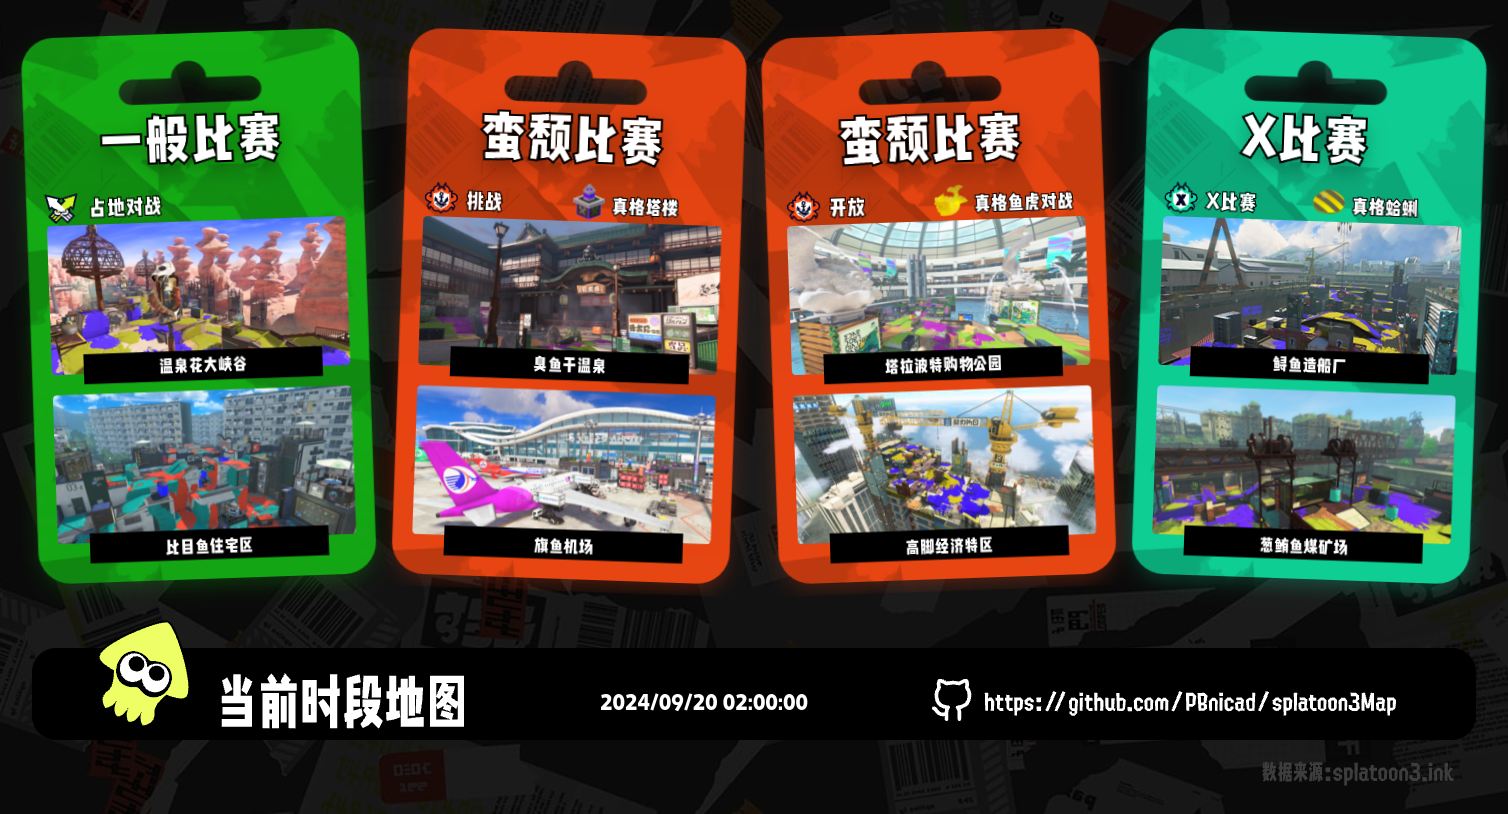 一般比赛
占地对战
温泉花大峡谷
比目鱼住宅区
蛮颓比赛
挑战
真格塔楼
臭鱼干温泉
旗鱼机场
蛮颓比赛
开放
真格鱼虎对战
塔拉波特购物公园
高脚经济特区
X比赛
X比赛
真格蛤蜊
鲟鱼造船厂
葱鲔鱼煤矿场
当前时段地图
2024/09/20 02:00:00
https://github.com/PBnicad/splatoon3Map
数据来源:splatoon3.ink